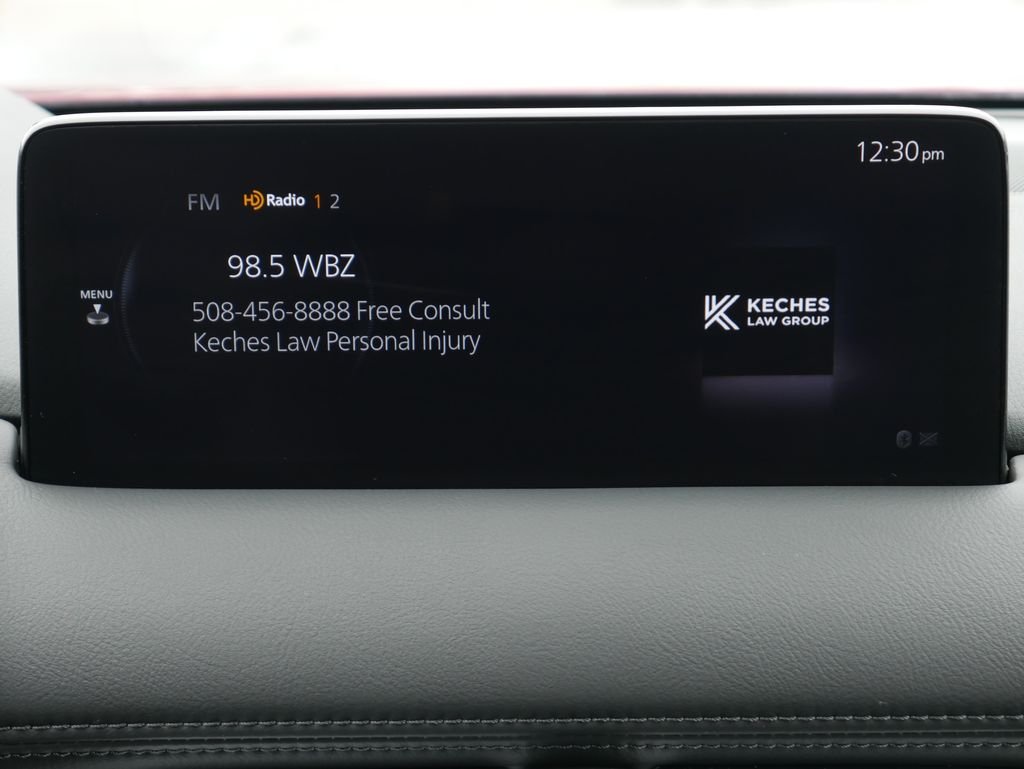 12:30pm
FM HD Radio 1 2
98.5 WBZ
MENU
508-456-8888 Free Consult
Keches Law Personal Injury
KECHES
LAW GROUP